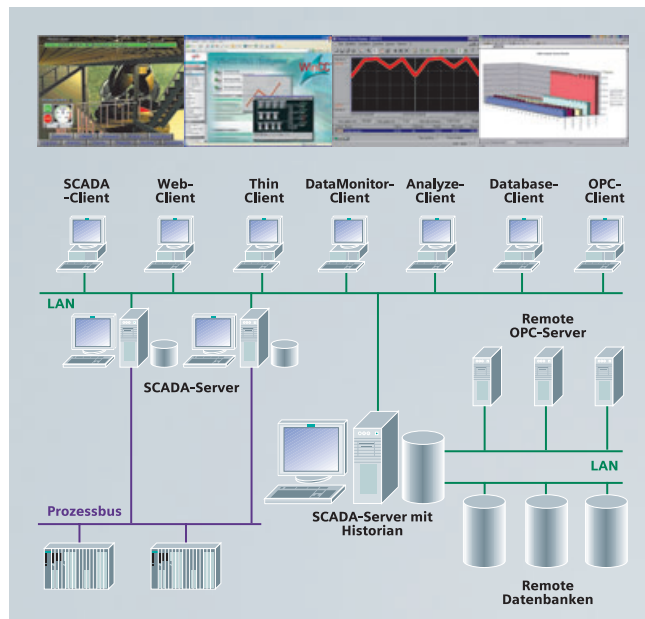 WinCC
SCADA
-Client
Web-
Client
Thin
Client
DataMonitor-
Client
Analyze-
Client
Database-
Client
OPC-
Client
LAN
SCADA-Server
Remote
OPC-Server
LAN
Prozessbus
SCADA-Server mit
Historian
Remote
Datenbanken